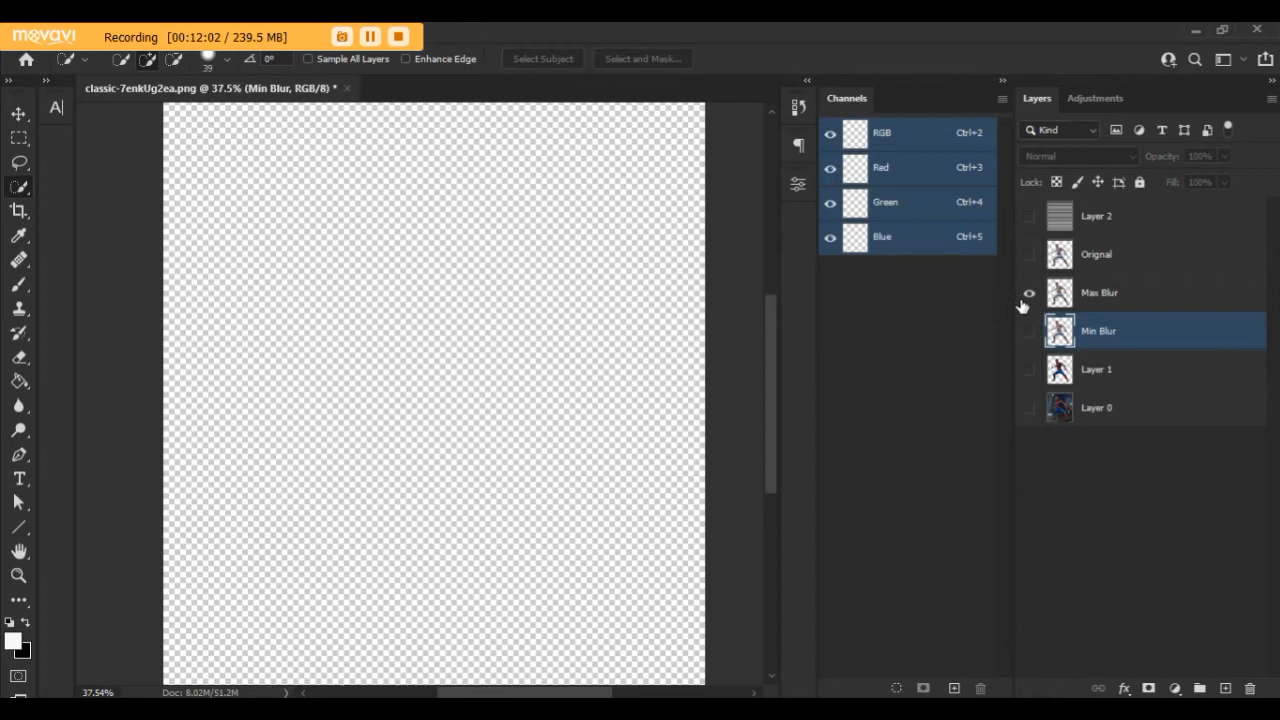 movavi Recording [00:12:02 / 239.5 MB]
39 0° Sample All Layers Enhance Edge Select Subject Select and Mask...
classic-7enkUg2ea.png @ 37.5% (Min Blur, RGB/8) * ×
A|
Channels
RGB Ctrl+2
Red Ctrl+3
Green Ctrl+4
Blue Ctrl+5
Layers Adjustments
Kind
Normal Opacity: 100%
Lock: Fill: 100%
Layer 2
Orignal
Max Blur
Min Blur
Layer 1
Layer 0
37.54% Doc: 8.02M/51.2M